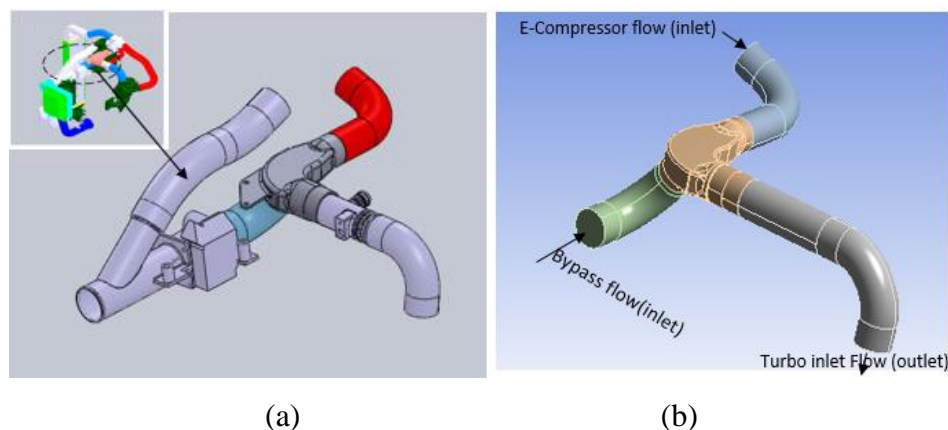 E-Compressor flow (inlet)
Bypass flow(inlet)
Turbo inlet Flow (outlet)
(a)
(b)